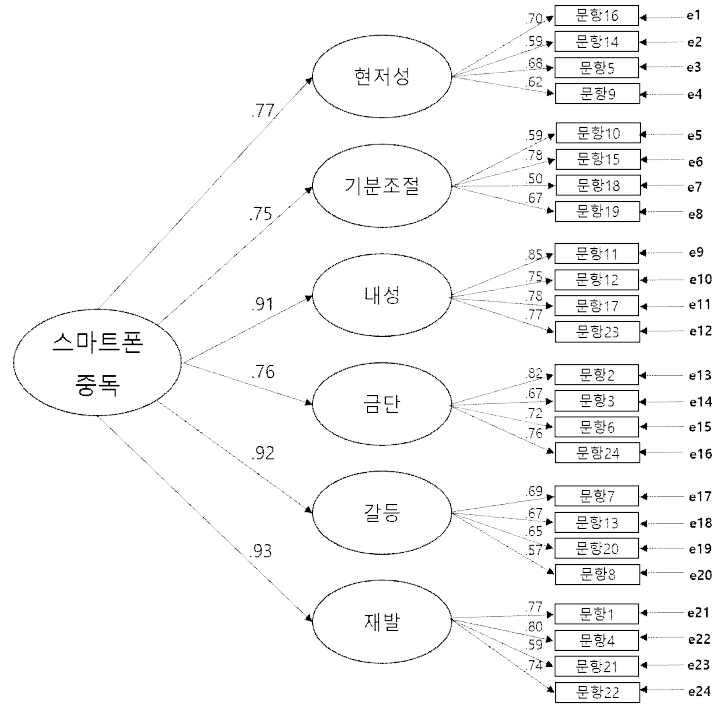 .70
문항16
e1
.59
문항14
e2
.68
문항5
e3
.62
문항9
e4
현저성
.77
.59
문항10
e5
.78
문항15
e6
.50
문항18
e7
.67
문항19
e8
기분조절
.75
.85
문항11
e9
.75
문항12
e10
.78
문항17
e11
.77
문항23
e12
내성
.91
스마트폰
중독
.76
.82
문항2
e13
.67
문항3
e14
.72
문항6
e15
.76
문항24
e16
금단
.92
.69
문항7
e17
.67
문항13
e18
.65
문항20
e19
.57
문항8
e20
갈등
.93
.77
문항1
e21
.80
문항4
e22
.59
문항21
e23
.74
문항22
e24
재발